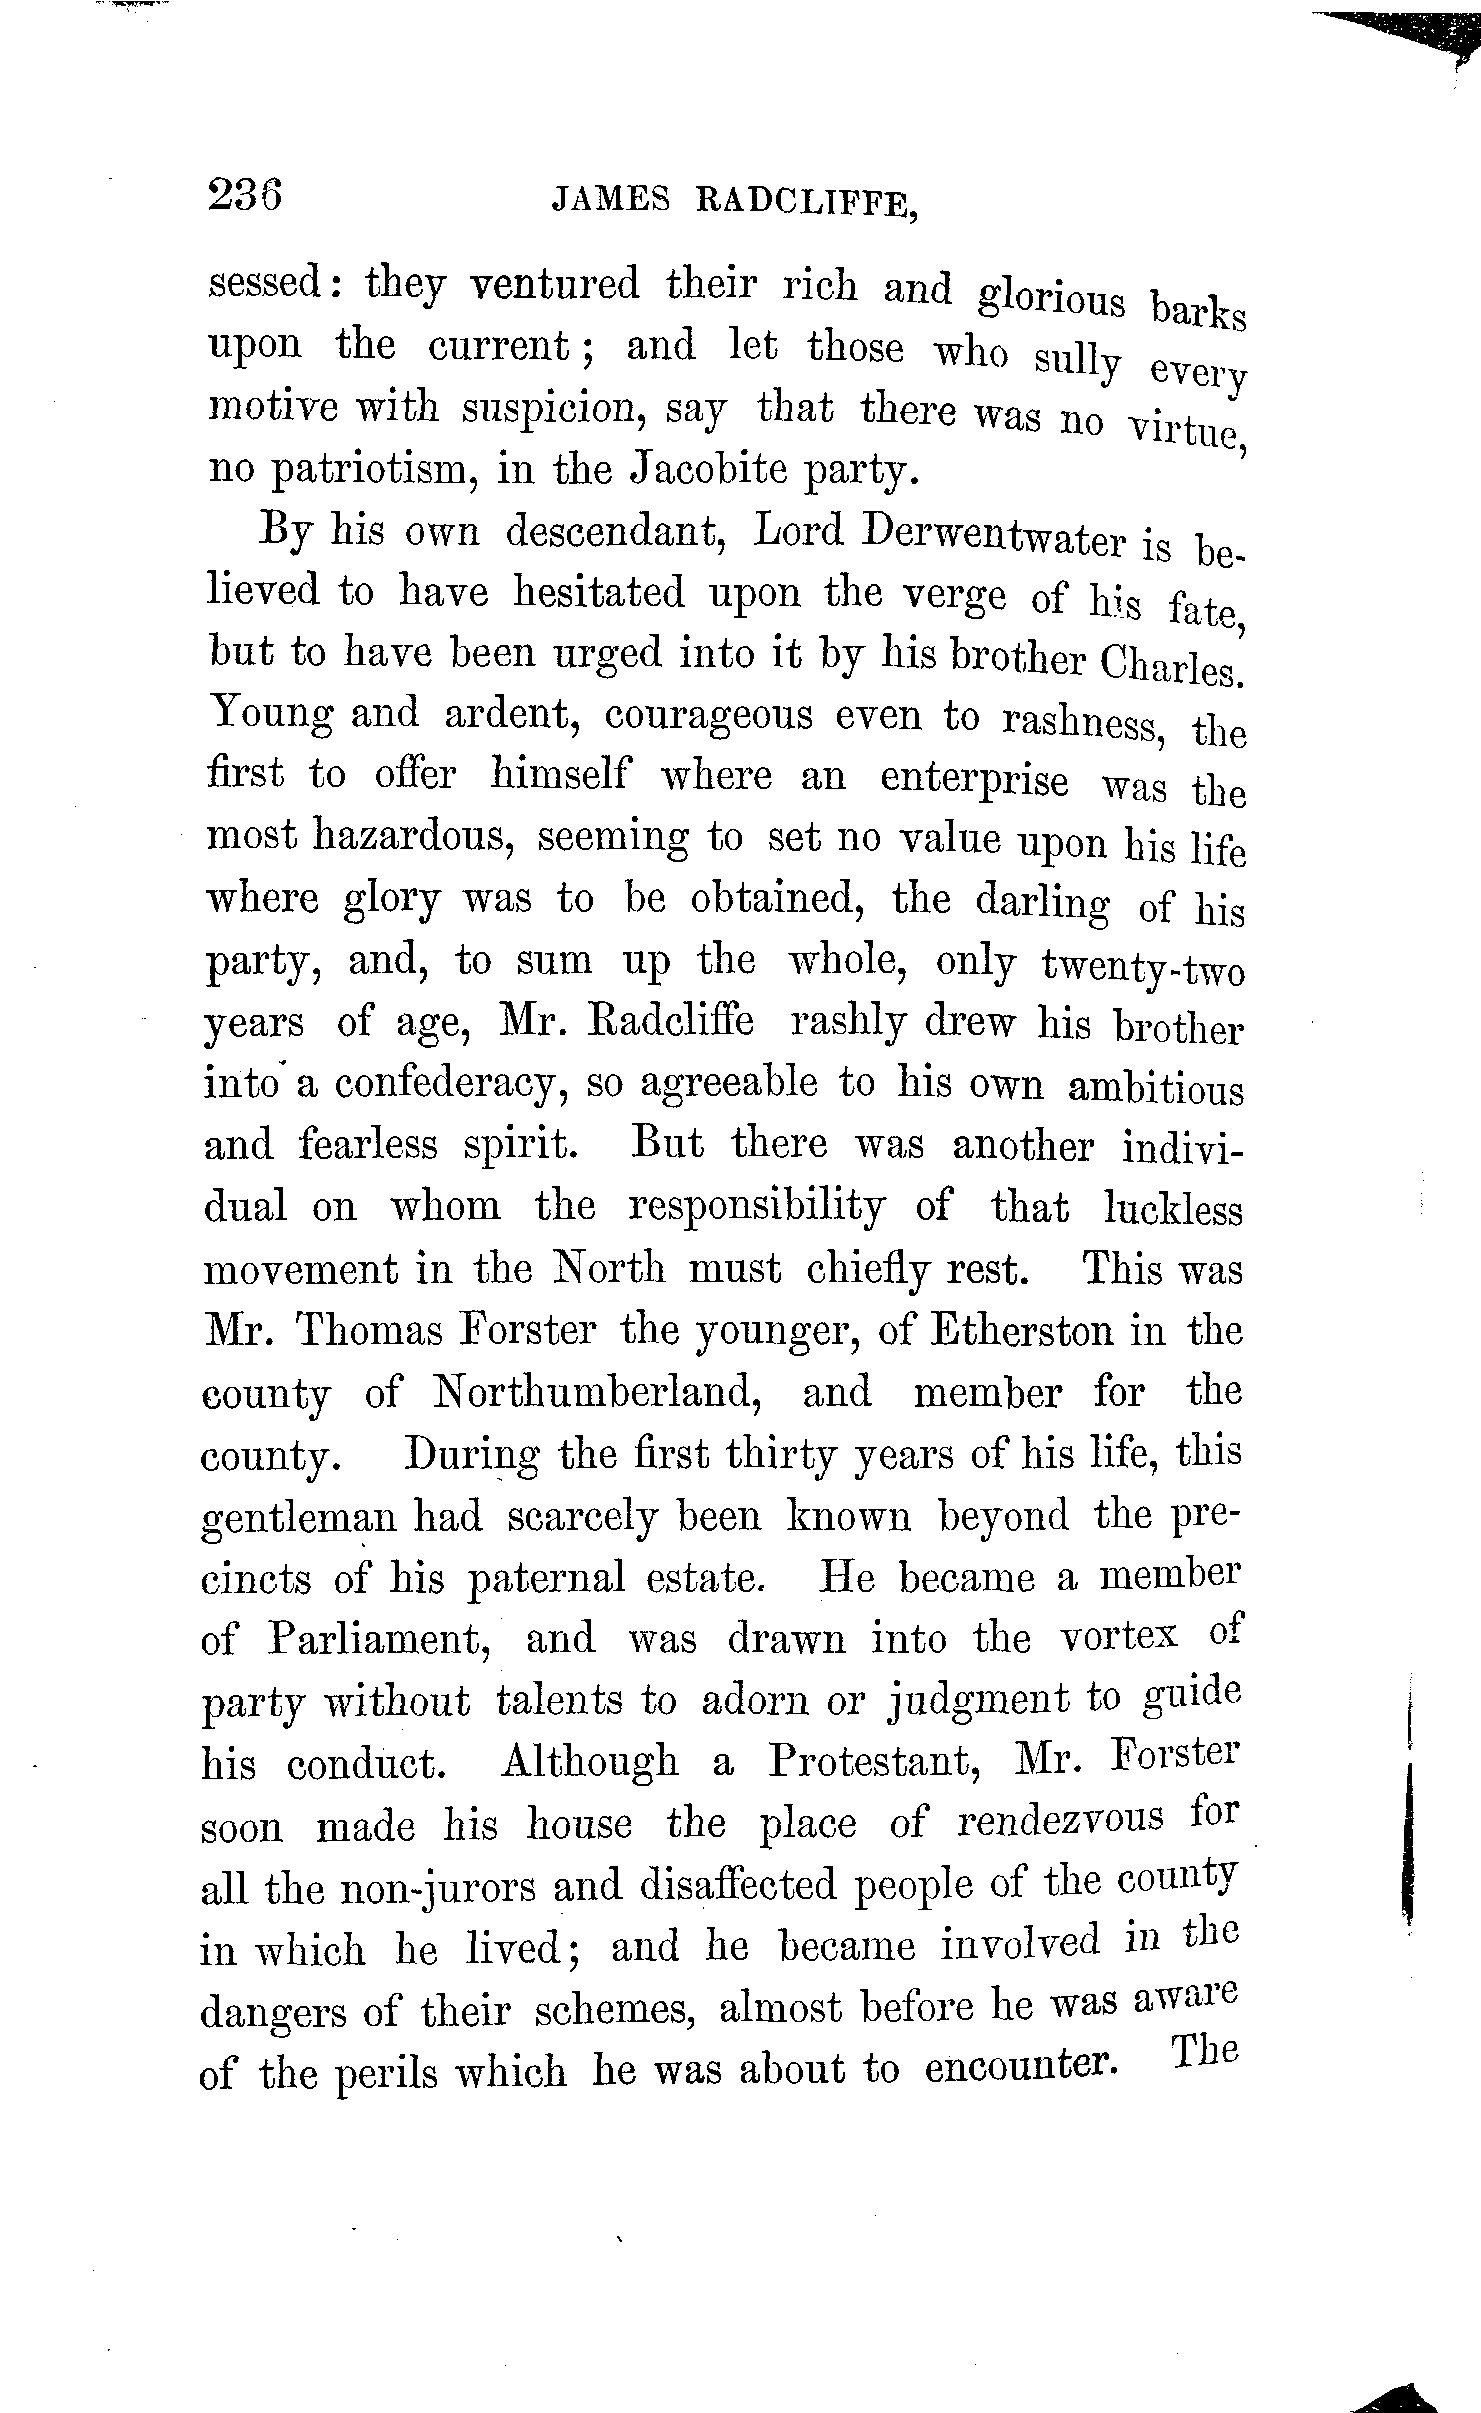 236 JAMES RADCLIFFE,
sessed: they ventured their rich and glorious barks
upon the current; and let those who sully every
motive with suspicion, say that there was no virtue,
no patriotism, in the Jacobite party.
By his own descendant, Lord Derwentwater is be-
lieved to have hesitated upon the verge of his fate,
but to have been urged into it by his brother Charles.
Young and ardent, courageous even to rashness, the
first to offer himself where an enterprise was the
most hazardous, seeming to set no value upon his life
where glory was to be obtained, the darling of his
party, and, to sum up the whole, only twenty-two
years of age, Mr. Radcliffe rashly drew his brother
into a confederacy, so agreeable to his own ambitious
and fearless spirit. But there was another indivi-
dual on whom the responsibility of that luckless
movement in the North must chiefly rest. This was
Mr. Thomas Forster the younger, of Etherston in the
county of Northumberland, and member for the
county. During the first thirty years of his life, this
gentleman had scarcely been known beyond the pre-
cincts of his paternal estate. He became a member
of Parliament, and was drawn into the vortex of
party without talents to adorn or judgment to guide
his conduct. Although a Protestant, Mr. Forster
soon made his house the place of rendezvous for
all the non-jurors and disaffected people of the county
in which he lived; and he became involved in the
dangers of their schemes, almost before he was aware
of the perils which he was about to encounter. The